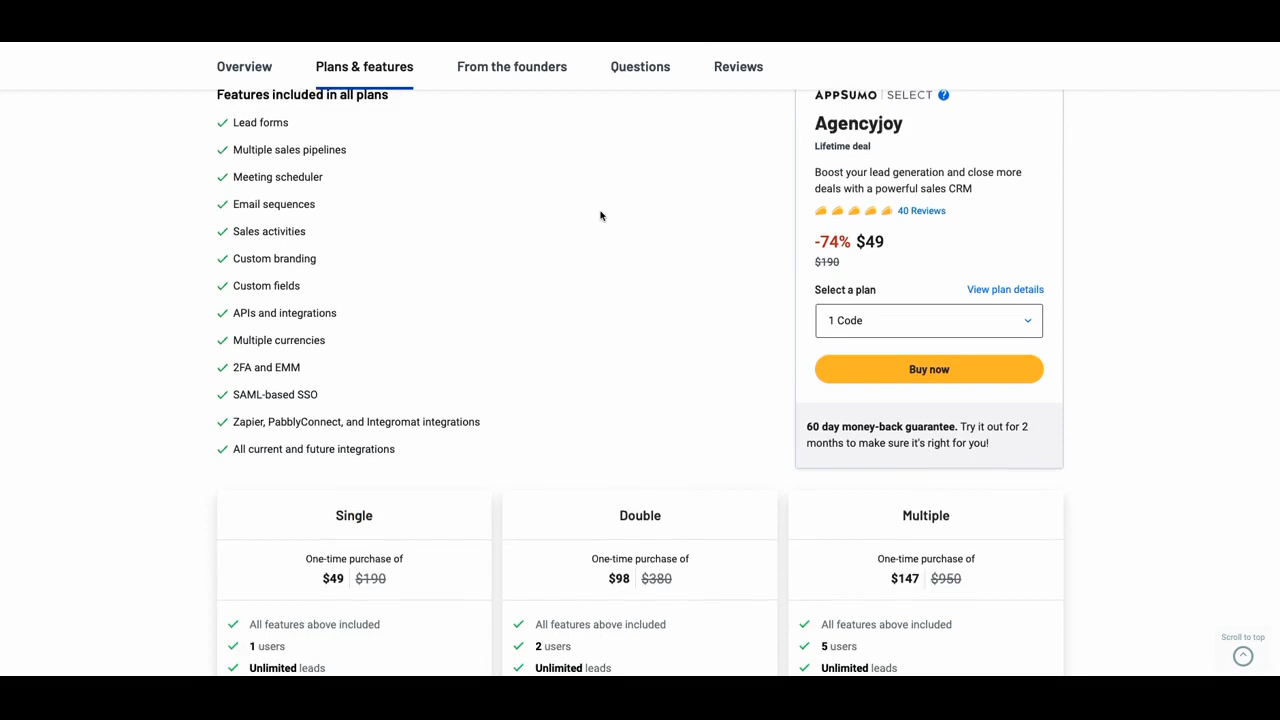 Overview
Plans & features
From the founders
Questions
Reviews
Features included in all plans
Lead forms
Multiple sales pipelines
Meeting scheduler
Email sequences
Sales activities
Custom branding
Custom fields
APIs and integrations
Multiple currencies
2FA and EMM
SAML-based SSO
Zapier, PabblyConnect, and Integromat integrations
All current and future integrations
APPSUMO | SELECT ?
Agencyjoy
Lifetime deal
Boost your lead generation and close more
deals with a powerful sales CRM
40 Reviews
-74% $49
$190
Select a plan
View plan details
1 Code
Buy now
60 day money-back guarantee. Try it out for 2
months to make sure it's right for you!
Single
One-time purchase of
$49 $190
All features above included
1 users
Unlimited leads
Double
One-time purchase of
$98 $380
All features above included
2 users
Unlimited leads
Multiple
One-time purchase of
$147 $950
All features above included
5 users
Unlimited leads
Scroll to top